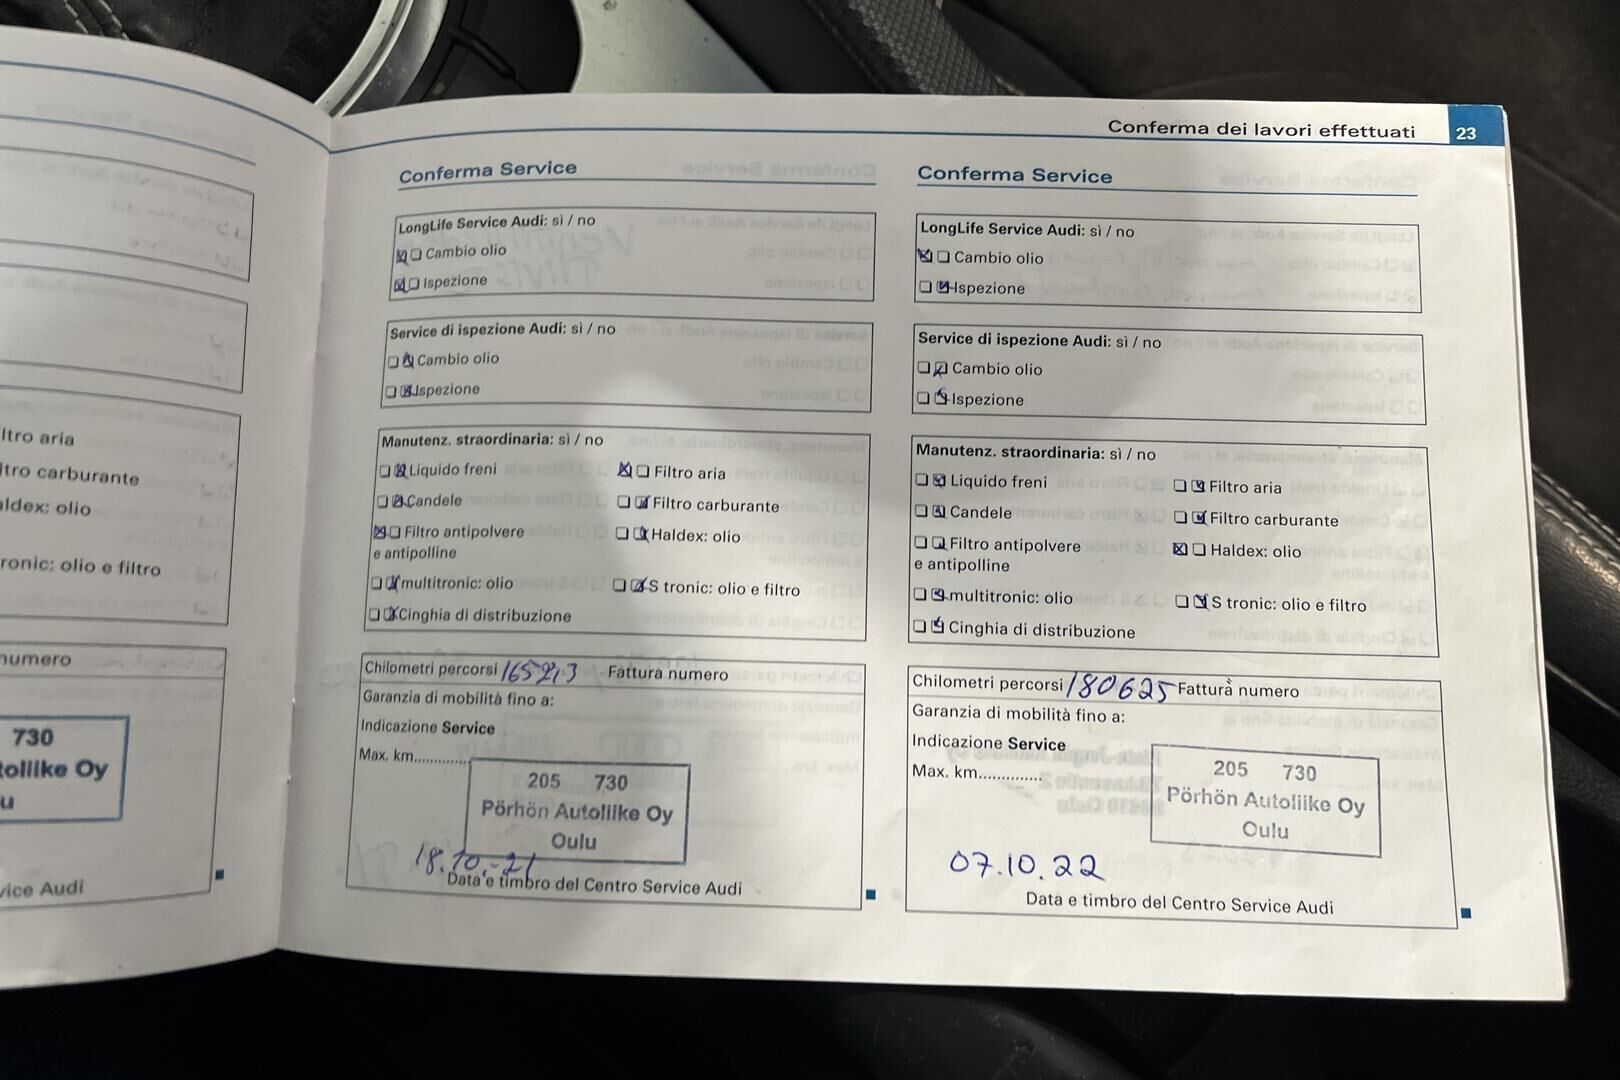 ltro aria
ltro carburante
aldex: olio
ronic: olio e filtro
numero
730
toliike Oy
u
vice Audi
Conferma dei lavori effettuati 23
Conferma Service
LongLife Service Audi: sì / no
Cambio olio
Ispezione
Service di ispezione Audi: sì / no
Cambio olio
Ispezione
Manutenz. straordinaria: sì / no
Liquido freni Filtro aria
Candele Filtro carburante
Filtro antipolvere Haldex: olio
e antipolline
multitronic: olio S tronic: olio e filtro
Cinghia di distribuzione
Chilometri percorsi Fattura numero
Garanzia di mobilità fino a:
Indicazione Service
Max. km.............
205 730
Pörhön Autoliike Oy
Oulu
18.10.-21
Data e timbro del Centro Service Audi
Conferma Service
LongLife Service Audi: sì / no
Cambio olio
Ispezione
Service di ispezione Audi: sì / no
Cambio olio
Ispezione
Manutenz. straordinaria: sì / no
Liquido freni Filtro aria
Candele Filtro carburante
Filtro antipolvere Haldex: olio
e antipolline
multitronic: olio S tronic: olio e filtro
Cinghia di distribuzione
Chilometri percorsi 180625 Fattura numero
Garanzia di mobilità fino a:
Indicazione Service
Max. km.............
205 730
Pörhön Autoliike Oy
Oulu
07.10.22
Data e timbro del Centro Service Audi